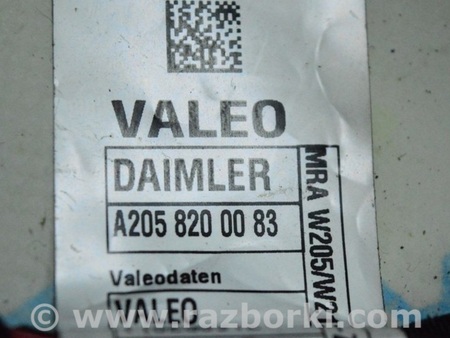 VALEO
DAIMLER
A205 820 00 83
MRA W205/W2
Valeodaten
VALEO
© - www.razborki.com